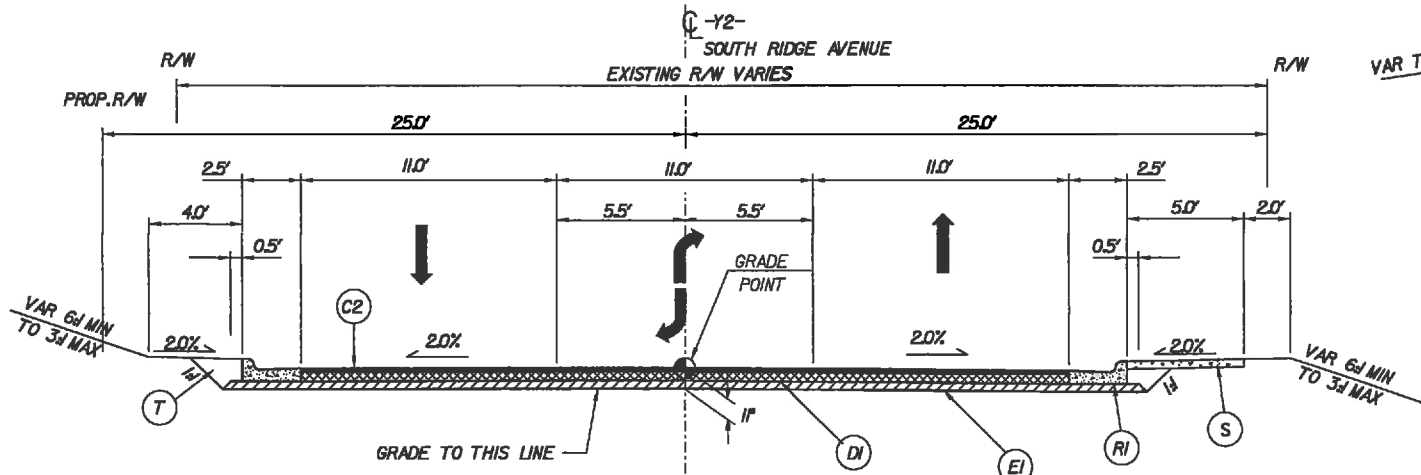 ℄ -Y2-
SOUTH RIDGE AVENUE
R/W
EXISTING R/W VARIES
R/W
VAR T
PROP. R/W
25.0' 25.0'
2.5' 11.0' 11.0' 11.0' 2.5'
4.0' 5.5' 5.5' 5.0' 2.0'
0.5' 0.5'
GRADE
POINT
C2
VAR 6:1 MIN
TO 3:1 MAX
2.0% 2.0% 2.0% 2.0%
VAR 6:1 MIN
TO 3:1 MAX
1:1 1:1
T
11"
S
GRADE TO THIS LINE
D1
E1
R1